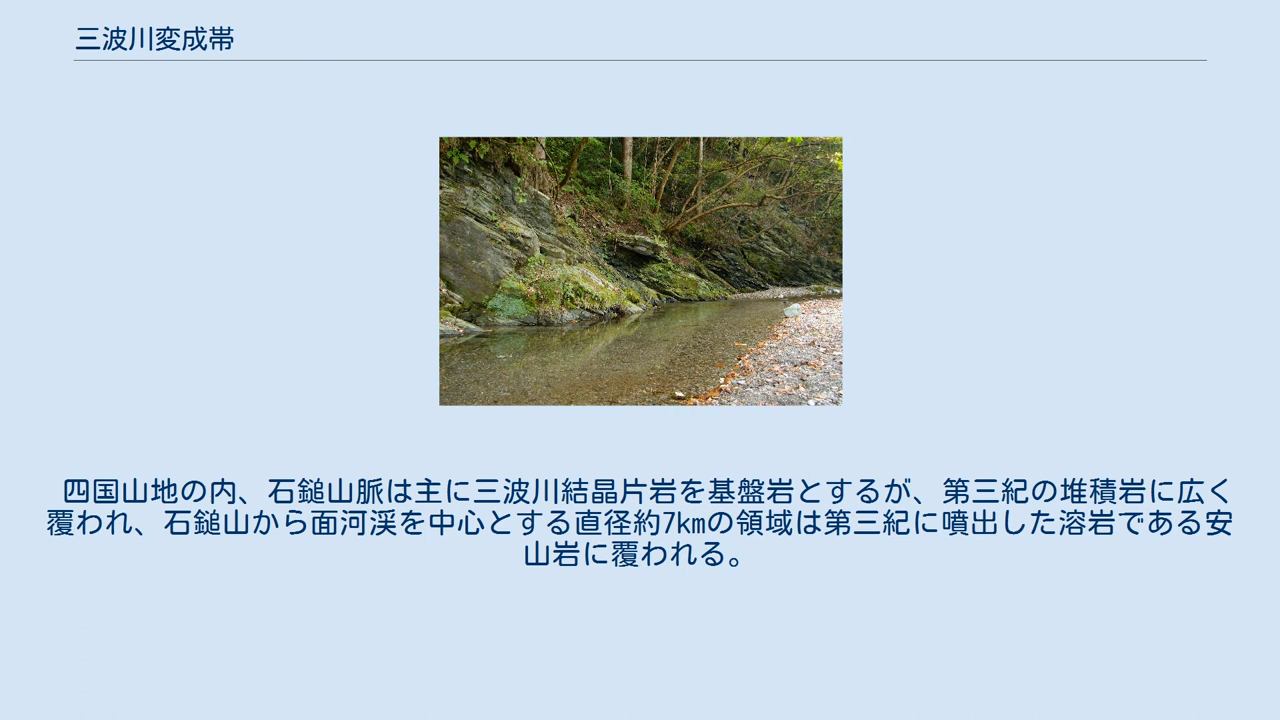 三波川変成帯
四国山地の内、石鎚山脈は主に三波川結晶片岩を基盤岩とするが、第三紀の堆積岩に広く
覆われ、石鎚山から面河渓を中心とする直径約7kmの領域は第三紀に噴出した溶岩である安
山岩に覆われる。